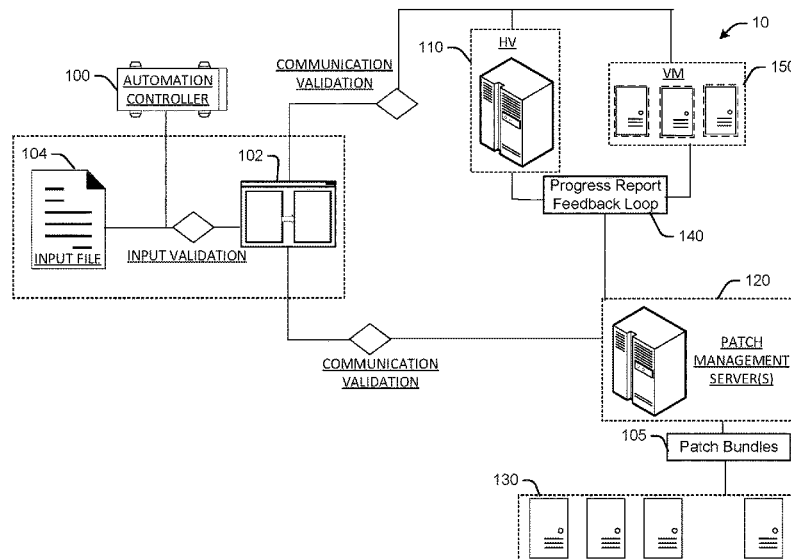 10
100
AUTOMATION
CONTROLLER
COMMUNICATION
VALIDATION
110
HV
VM
150
104
INPUT FILE
INPUT VALIDATION
102
Progress Report
Feedback Loop
140
120
PATCH
MANAGEMENT
SERVER(S)
COMMUNICATION
VALIDATION
105
Patch Bundles
130